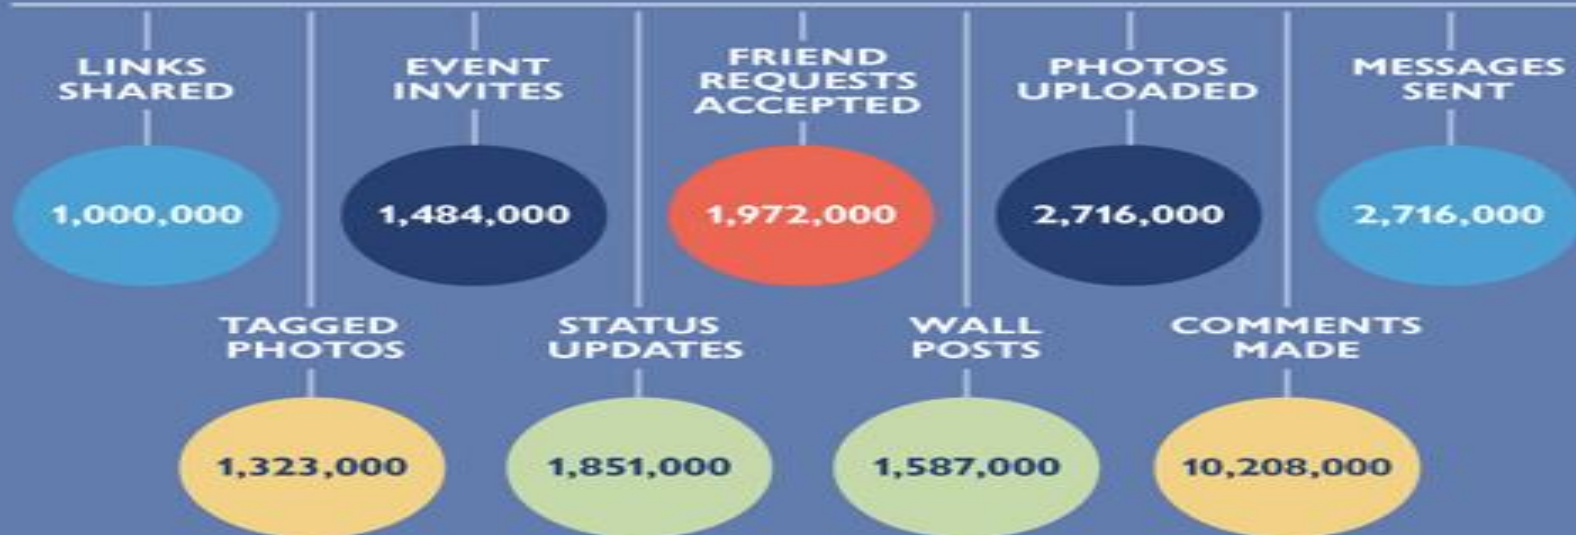 LINKS
SHARED
1,000,000
EVENT
INVITES
1,484,000
FRIEND
REQUESTS
ACCEPTED
1,972,000
PHOTOS
UPLOADED
2,716,000
MESSAGES
SENT
2,716,000
TAGGED
PHOTOS
1,323,000
STATUS
UPDATES
1,851,000
WALL
POSTS
1,587,000
COMMENTS
MADE
10,208,000